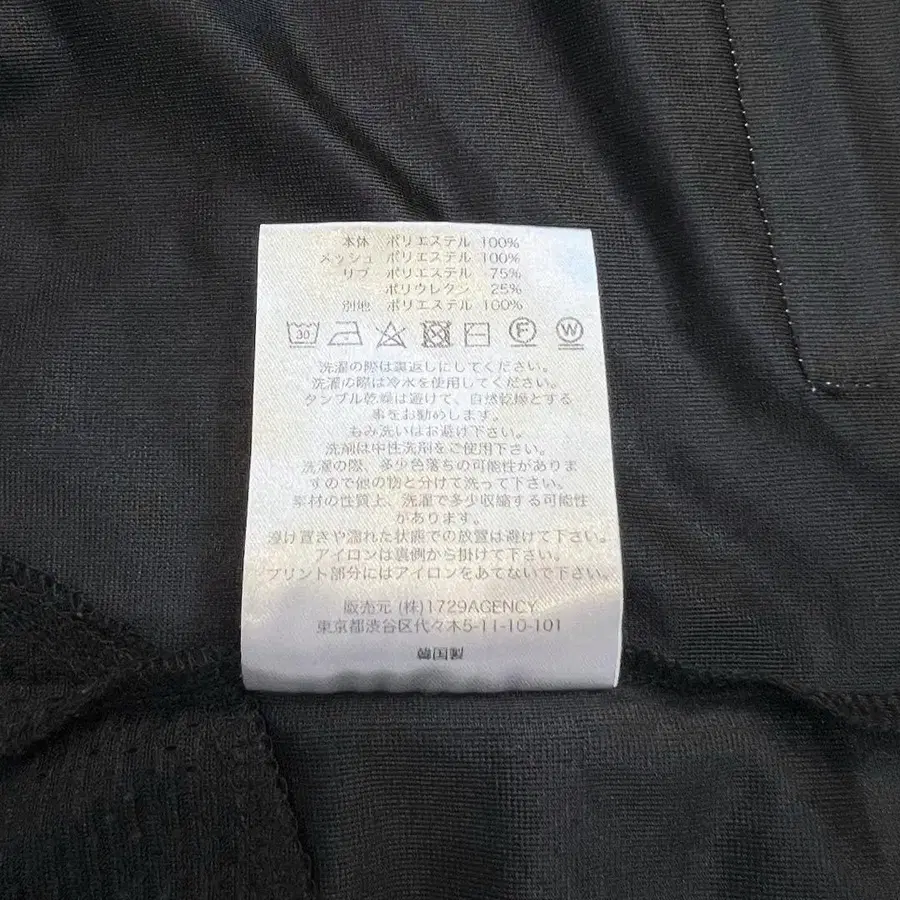 本体 ポリエステル 100%
メッシュ ポリエステル 100%
リブ ポリエステル 75%
ポリウレタン 25%
別地 ポリエステル 100%
30 F W
洗濯の際は裏返しにしてください。
洗濯の際は冷水を使用してください。
タンブル乾燥は避けて、自然乾燥とする
事をお勧めします。
もみ洗いはお避け下さい。
洗剤は中性洗剤をご使用下さい。
洗濯の際、多少色落ちの可能性がありま
すので他の物と分けて洗って下さい。
素材の性質上、洗濯で多少収縮する可能性
があります。
漬け置きや濡れた状態での放置は避けて下さい。
アイロンは裏側から掛けて下さい。
プリント部分にはアイロンをあてないで下さい。
販売元 (株)1729AGENCY
東京都渋谷区代々木5-11-10-101